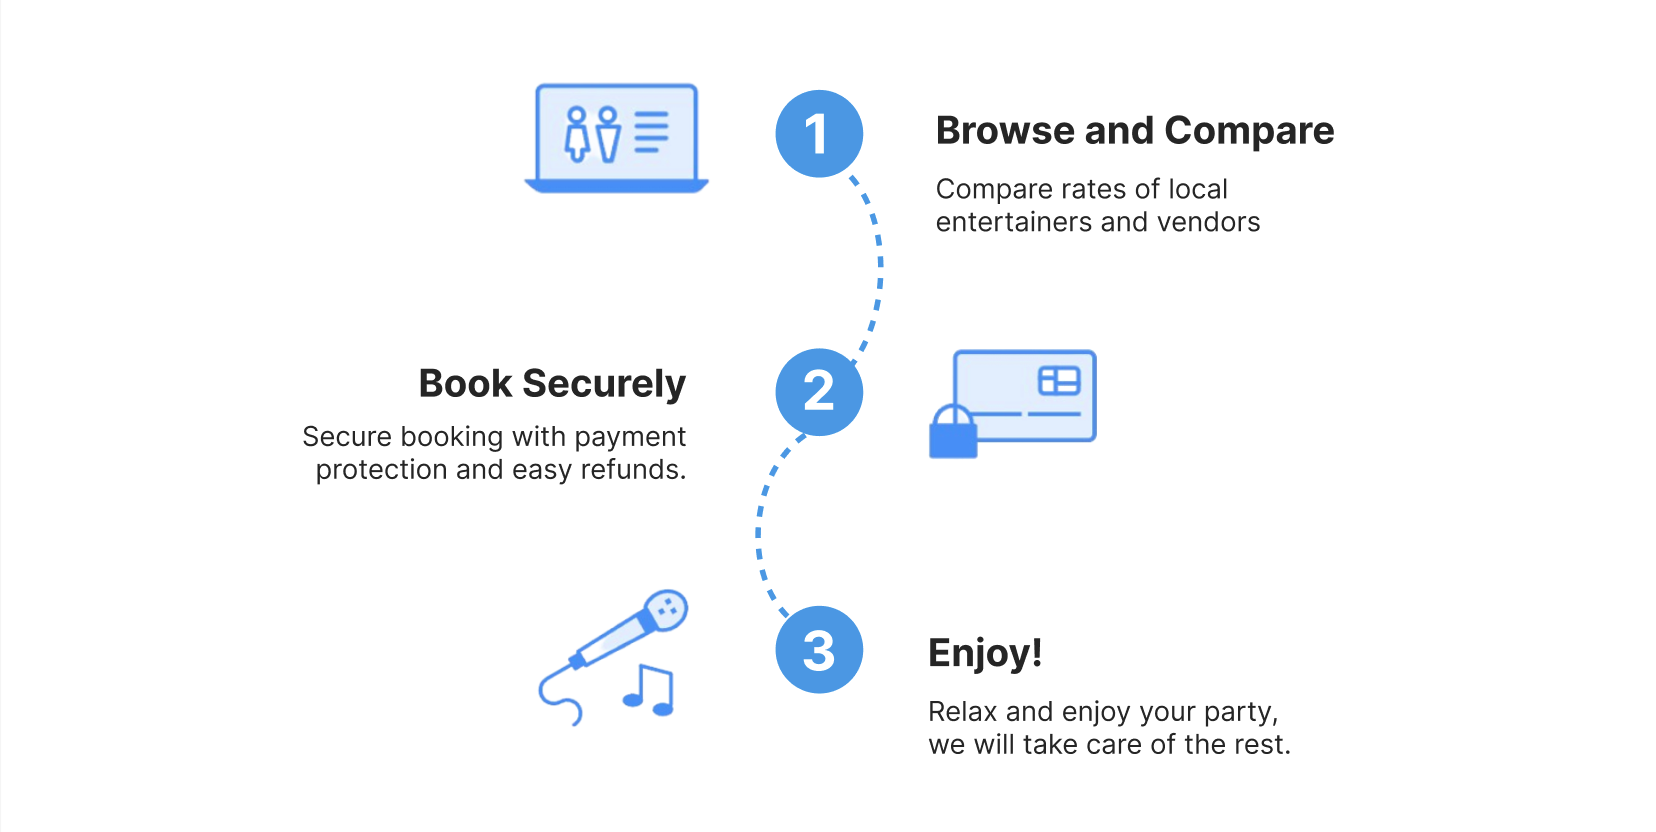 1
Browse and Compare
Compare rates of local
entertainers and vendors
2
Book Securely
Secure booking with payment
protection and easy refunds.
3
Enjoy!
Relax and enjoy your party,
we will take care of the rest.